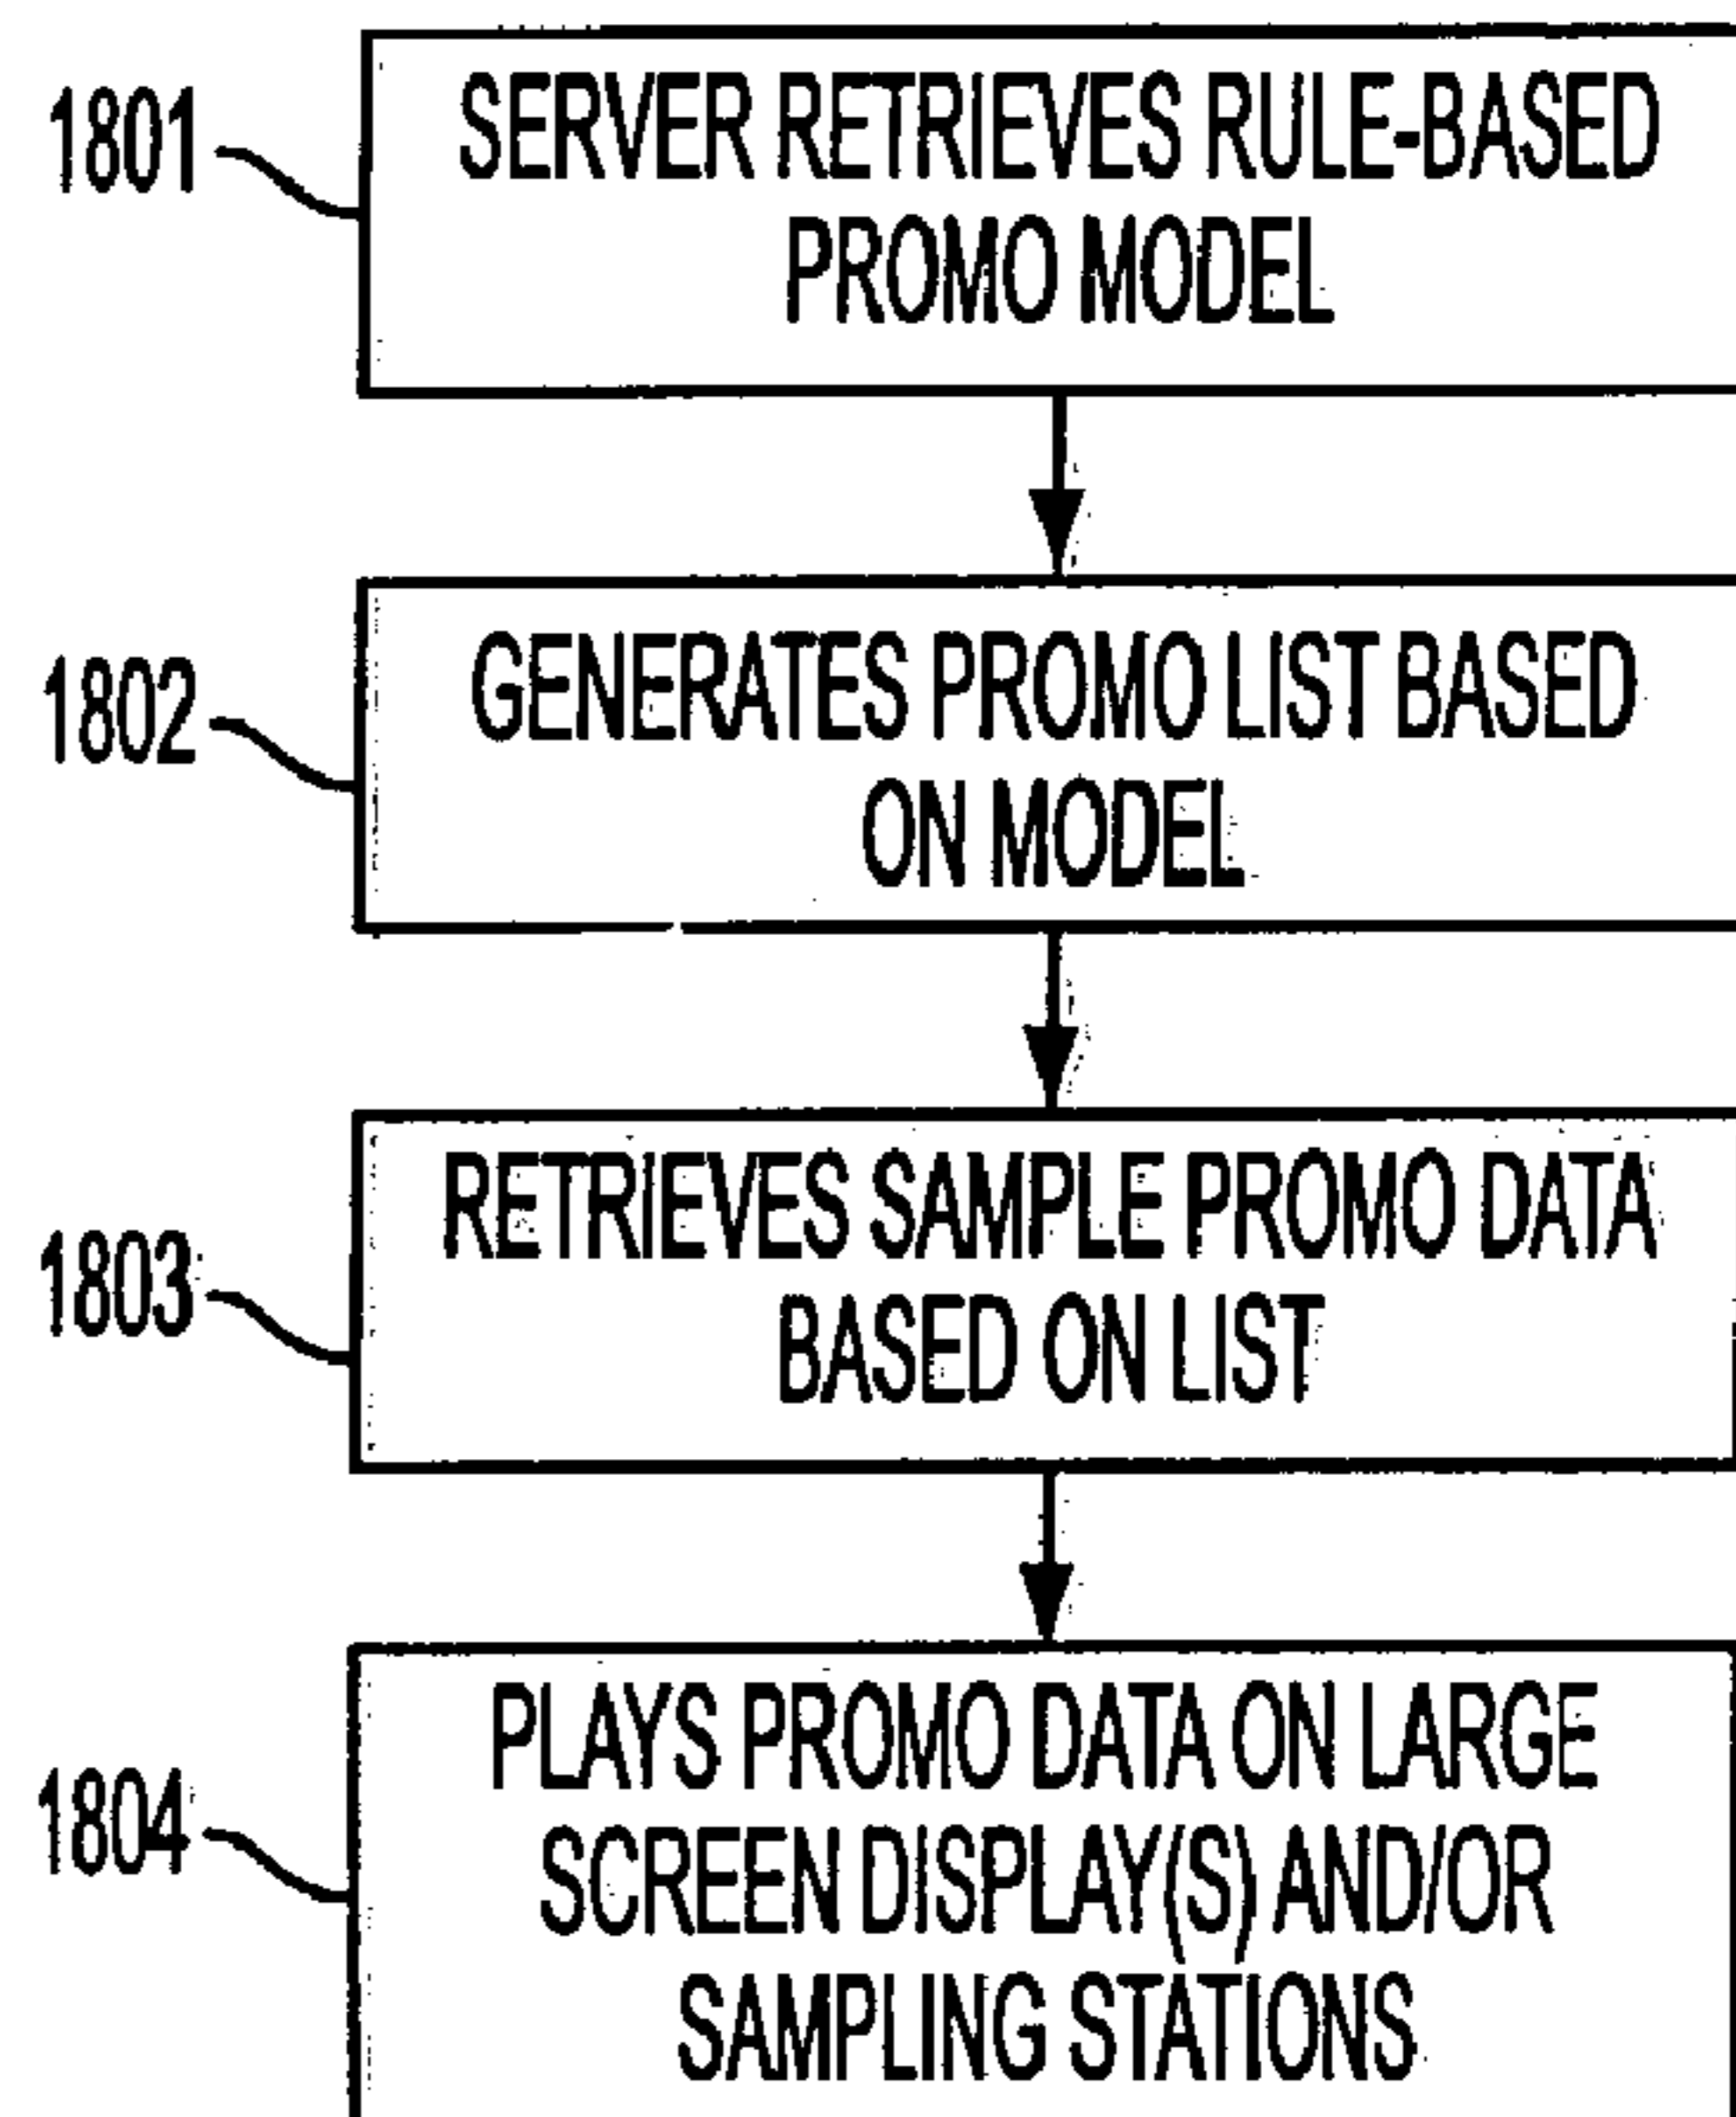 1801
SERVER RETRIEVES RULE-BASED
PROMO MODEL
1802
GENERATES PROMO LIST BASED
ON MODEL
1803
RETRIEVES SAMPLE PROMO DATA
BASED ON LIST
1804
PLAYS PROMO DATA ON LARGE
SCREEN DISPLAY(S) AND/OR
SAMPLING STATIONS